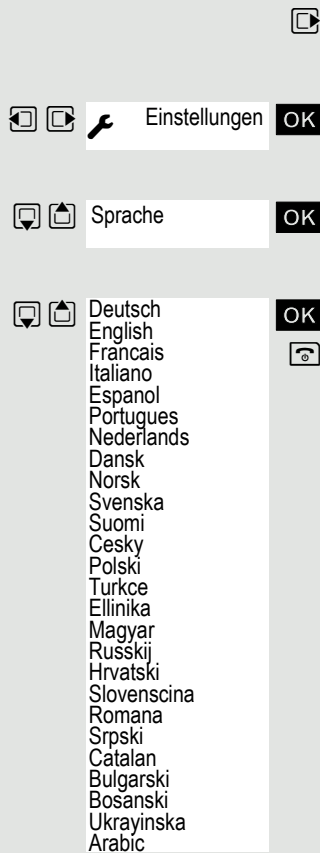 Einstellungen OK
Sprache OK
Deutsch OK
English
Francais
Italiano
Espanol
Portugues
Nederlands
Dansk
Norsk
Svenska
Suomi
Cesky
Polski
Turkce
Ellinika
Magyar
Russkij
Hrvatski
Slovenscina
Romana
Srpski
Catalan
Bulgarski
Bosanski
Ukrayinska
Arabic